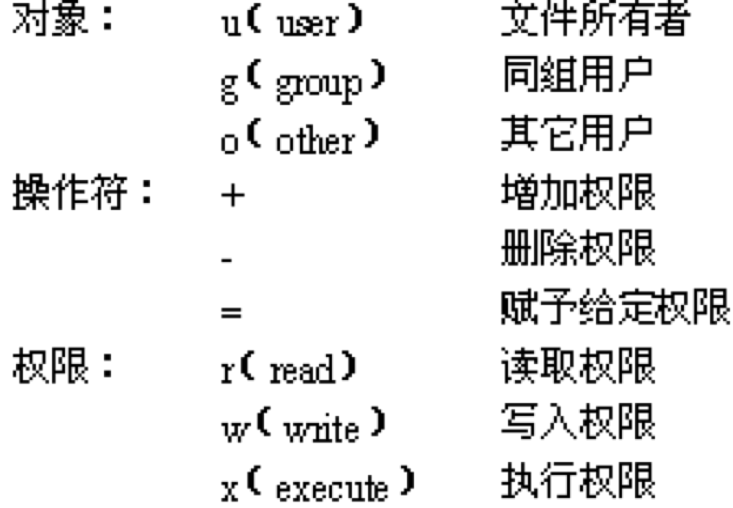 对象： u( user ) 文件所有者
g( group ) 同组用户
o( other ) 其它用户
操作符： + 增加权限
- 删除权限
= 赋予给定权限
权限： r( read ) 读取权限
w( write ) 写入权限
x( execute ) 执行权限